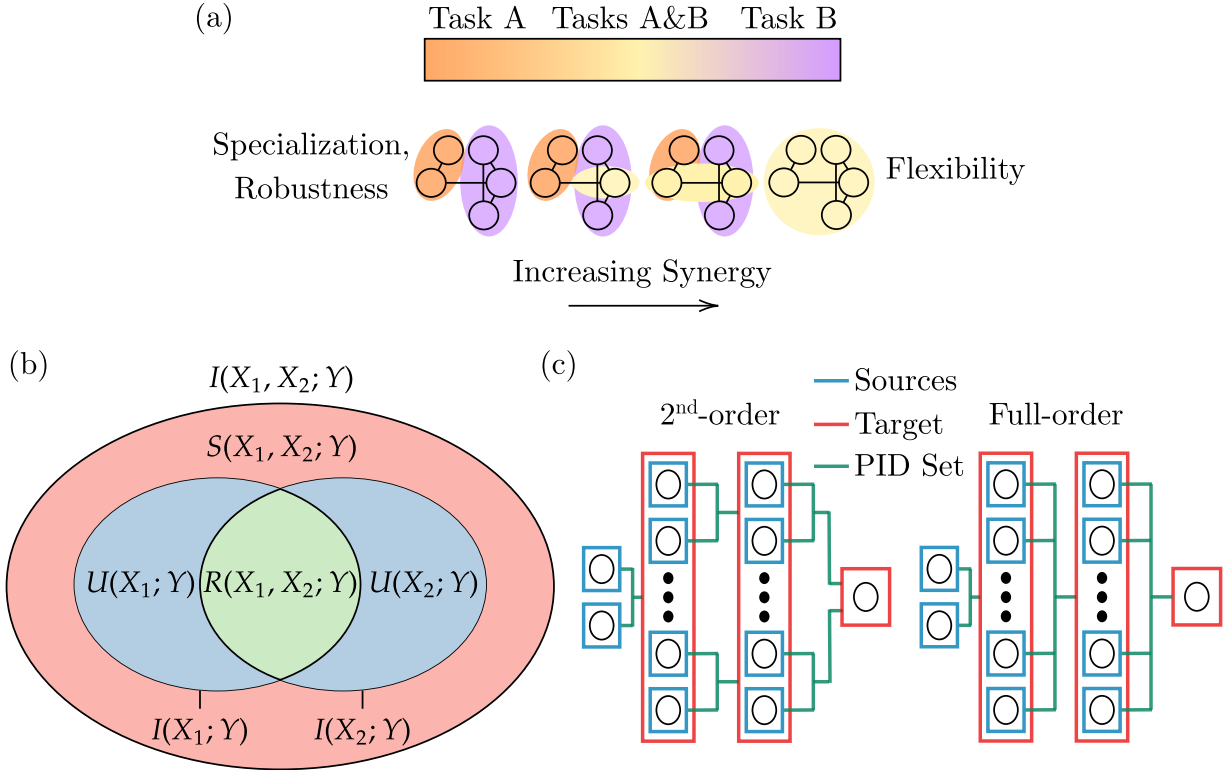 (a)
Task A Tasks A&B Task B
Specialization,
Robustness
Flexibility
Increasing Synergy
(b)
I(X₁, X₂; Y)
S(X₁, X₂; Y)
U(X₁; Y) R(X₁, X₂; Y) U(X₂; Y)
I(X₁; Y) I(X₂; Y)
(c)
Sources
Target
PID Set
2ⁿᵈ-order
Full-order